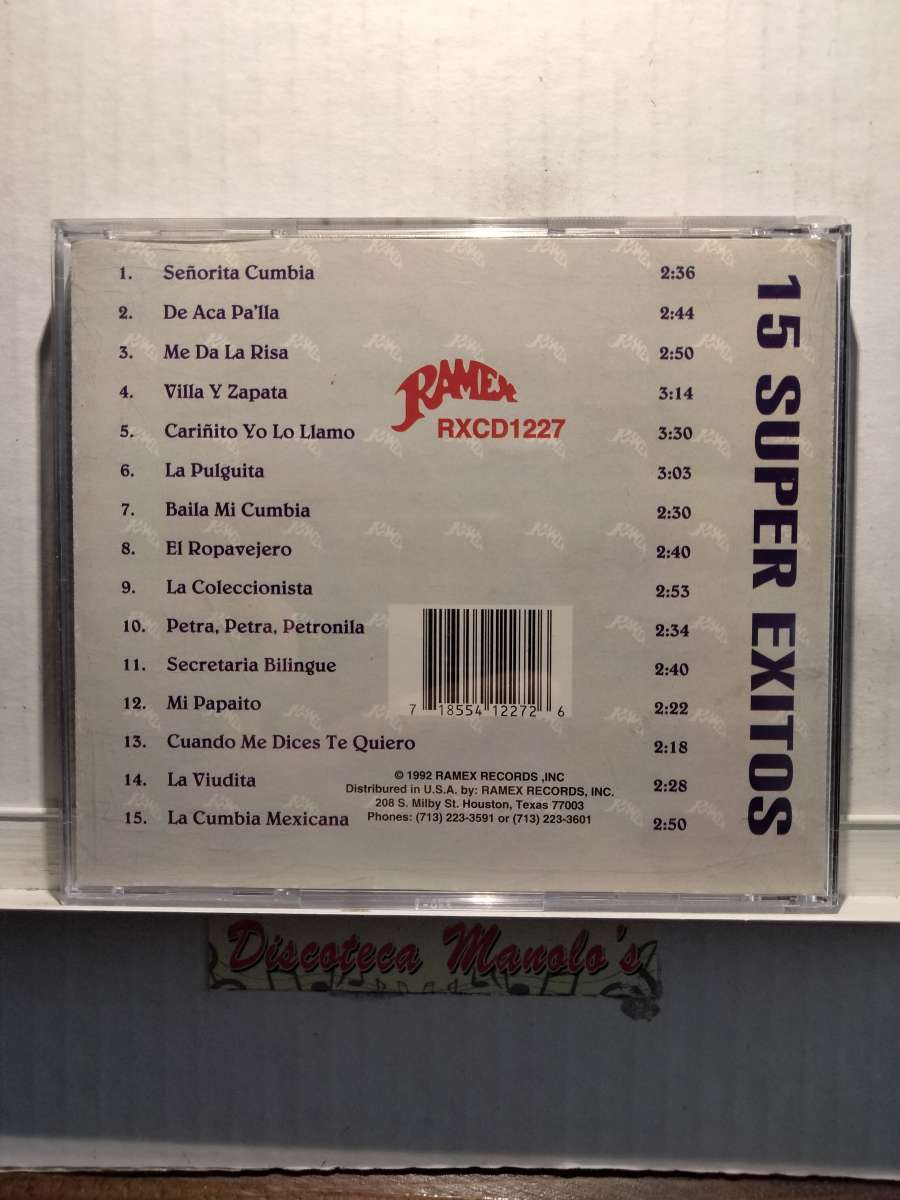 1. Señorita Cumbia 2:36
2. De Aca Pa'lla 2:44
3. Me Da La Risa 2:50
4. Villa Y Zapata 3:14
5. Cariñito Yo Lo Llamo 3:30
6. La Pulguita 3:03
7. Baila Mi Cumbia 2:30
8. El Ropavejero 2:40
9. La Coleccionista 2:53
10. Petra, Petra, Petronila 2:34
11. Secretaria Bilingue 2:40
12. Mi Papaito 2:22
13. Cuando Me Dices Te Quiero 2:18
14. La Viudita 2:28
15. La Cumbia Mexicana 2:50
RAMEX
RXCD1227
7 18554 12272 6
© 1992 RAMEX RECORDS ,INC
Distributed in U.S.A. by: RAMEX RECORDS, INC.
208 S. Milby St. Houston, Texas 77003
Phones: (713) 223-3591 or (713) 223-3601
15 SUPER EXITOS
Discoteca Manolo's